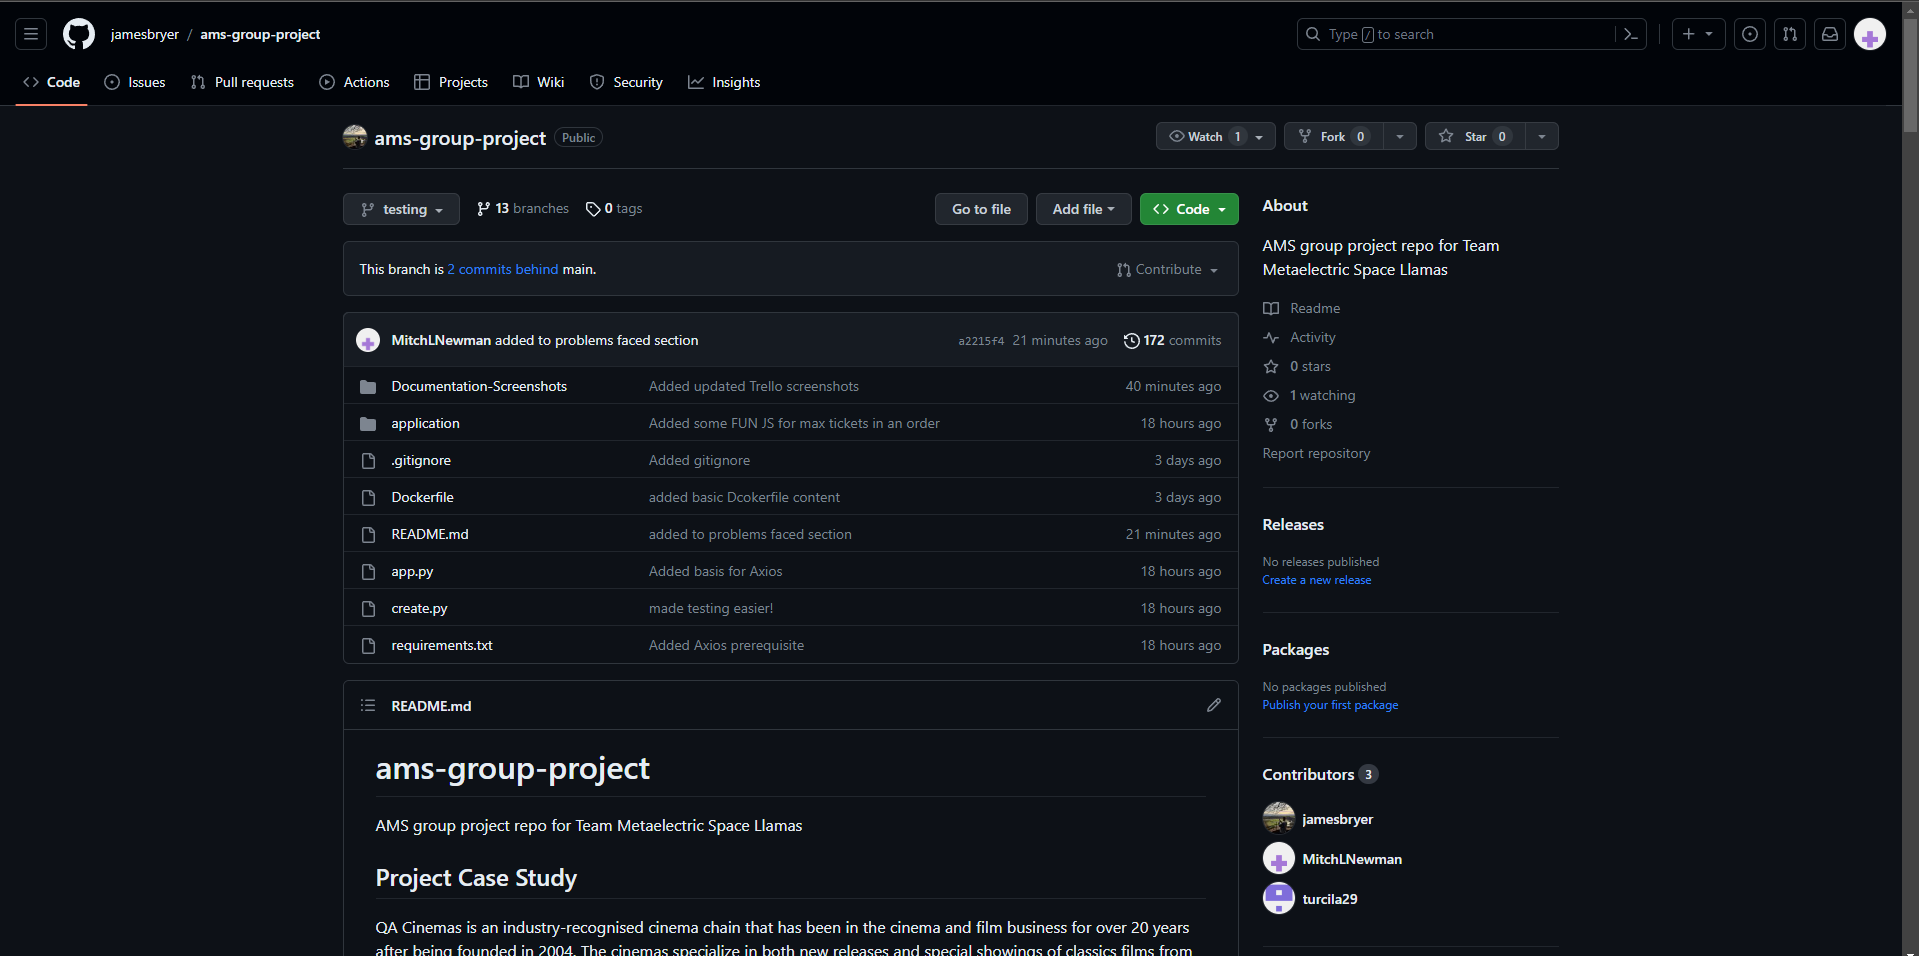 jamesbryer / ams-group-project
Type / to search
Code Issues Pull requests Actions Projects Wiki Security Insights
ams-group-project Public
Watch 1 Fork 0 Star 0
testing 13 branches 0 tags
Go to file Add file Code
This branch is 2 commits behind main.
Contribute
MitchLNewman added to problems faced section a2215f4 21 minutes ago 172 commits
Documentation-Screenshots Added updated Trello screenshots 40 minutes ago
application Added some FUN JS for max tickets in an order 18 hours ago
.gitignore Added gitignore 3 days ago
Dockerfile added basic Dcokerfile content 3 days ago
README.md added to problems faced section 21 minutes ago
app.py Added basis for Axios 18 hours ago
create.py made testing easier! 18 hours ago
requirements.txt Added Axios prerequisite 18 hours ago
README.md
ams-group-project
AMS group project repo for Team Metaelectric Space Llamas
Project Case Study
QA Cinemas is an industry-recognised cinema chain that has been in the cinema and film business for over 20 years
after being founded in 2004. The cinemas specialize in both new releases and special showings of classics films from
About
AMS group project repo for Team
Metaelectric Space Llamas
Readme
Activity
0 stars
1 watching
0 forks
Report repository
Releases
No releases published
Create a new release
Packages
No packages published
Publish your first package
Contributors 3
jamesbryer
MitchLNewman
turcila29